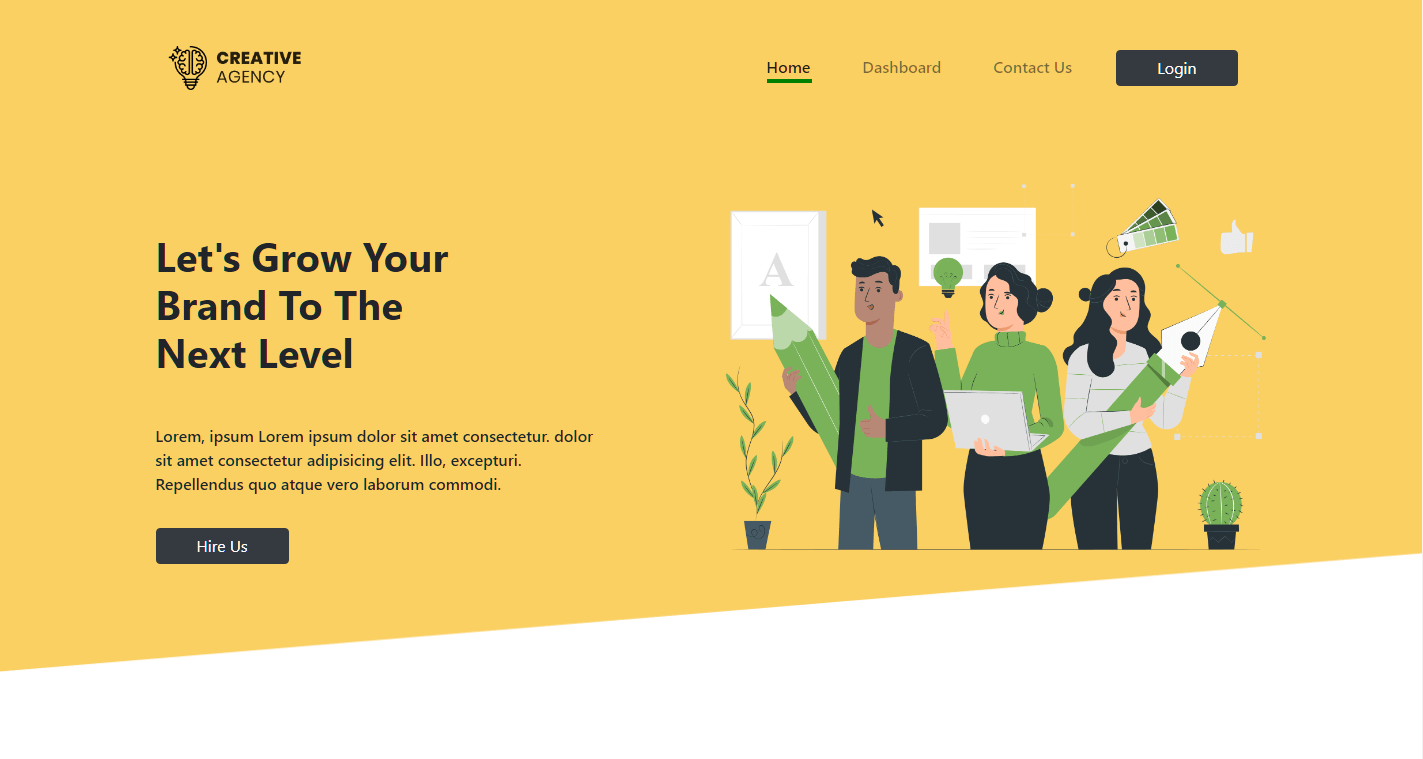 CREATIVE
AGENCY
Home Dashboard Contact Us Login
A
Let's Grow Your
Brand To The
Next Level
Lorem, ipsum Lorem ipsum dolor sit amet consectetur. dolor
sit amet consectetur adipisicing elit. Illo, excepturi.
Repellendus quo atque vero laborum commodi.
Hire Us